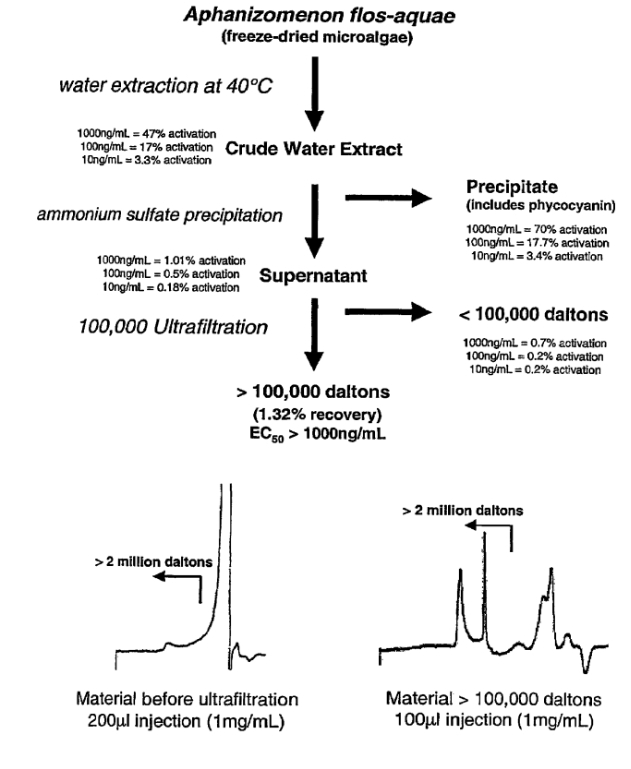 Aphanizomenon flos-aquae
(freeze-dried microalgae)
water extraction at 40°C
1000ng/mL = 47% activation
100ng/mL = 17% activation
10ng/mL = 3.3% activation
Crude Water Extract
Precipitate
(includes phycocyanin)
1000ng/mL = 70% activation
100ng/mL = 17.7% activation
10ng/mL = 3.4% activation
ammonium sulfate precipitation
1000ng/mL = 1.01% activation
100ng/mL = 0.5% activation
10ng/mL = 0.18% activation
Supernatant
100,000 Ultrafiltration
< 100,000 daltons
1000ng/mL = 0.7% activation
100ng/mL = 0.2% activation
10ng/mL = 0.2% activation
> 100,000 daltons
(1.32% recovery)
EC50 > 1000ng/mL
> 2 million daltons
Material before ultrafiltration
200µl injection (1mg/mL)
> 2 million daltons
Material > 100,000 daltons
100µl injection (1mg/mL)